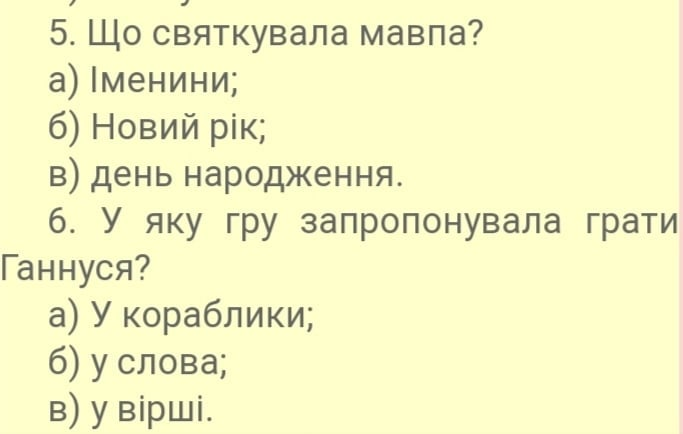 5. Що святкувала мавпа?
а) Іменини;
б) Новий рік;
в) день народження.
6. У яку гру запропонувала грати
Ганнуся?
а) У кораблики;
б) у слова;
в) у вірші.